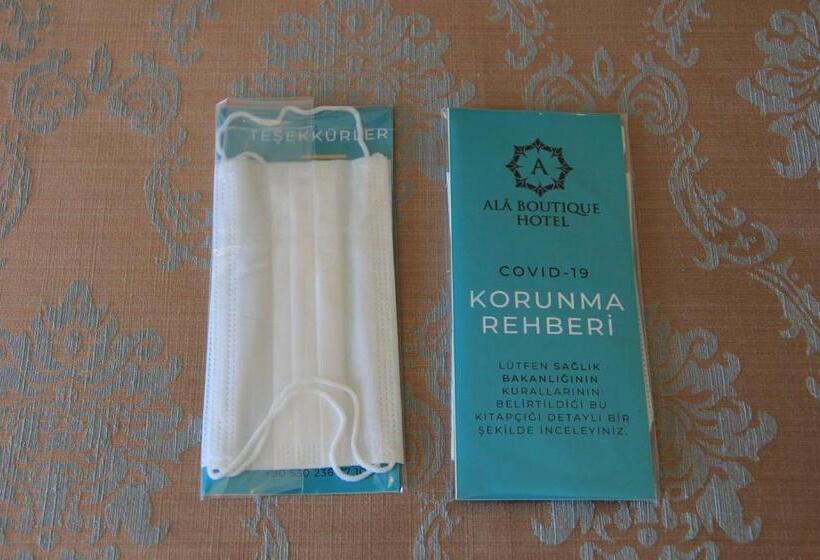 TEŞEKKÜRLER
A
ALÂ BOUTIQUE
HOTEL
COVID-19
KORUNMA
REHBERİ
LÜTFEN SAĞLIK
BAKANLIĞININ
KURALLARININ
BELİRTİLDİĞİ BU
KİTAPÇIĞI DETAYLI BİR
ŞEKİLDE İNCELEYİNİZ.